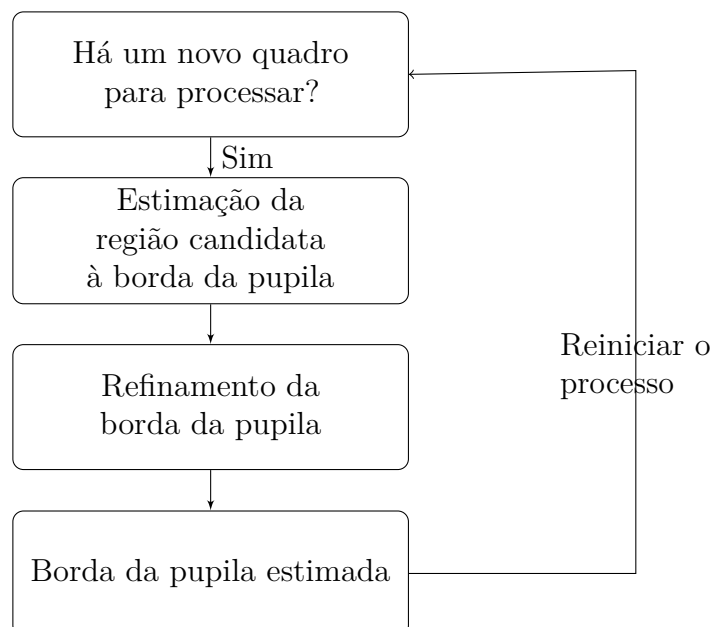 Há um novo quadro
para processar?
Sim
Estimação da
região candidata
à borda da pupila
Refinamento da
borda da pupila
Borda da pupila estimada
Reiniciar o
processo